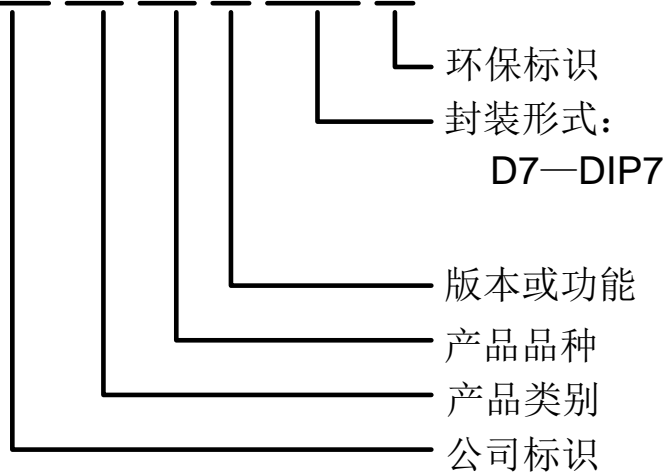 环保标识
封装形式：
D7—DIP7
版本或功能
产品品种
产品类别
公司标识